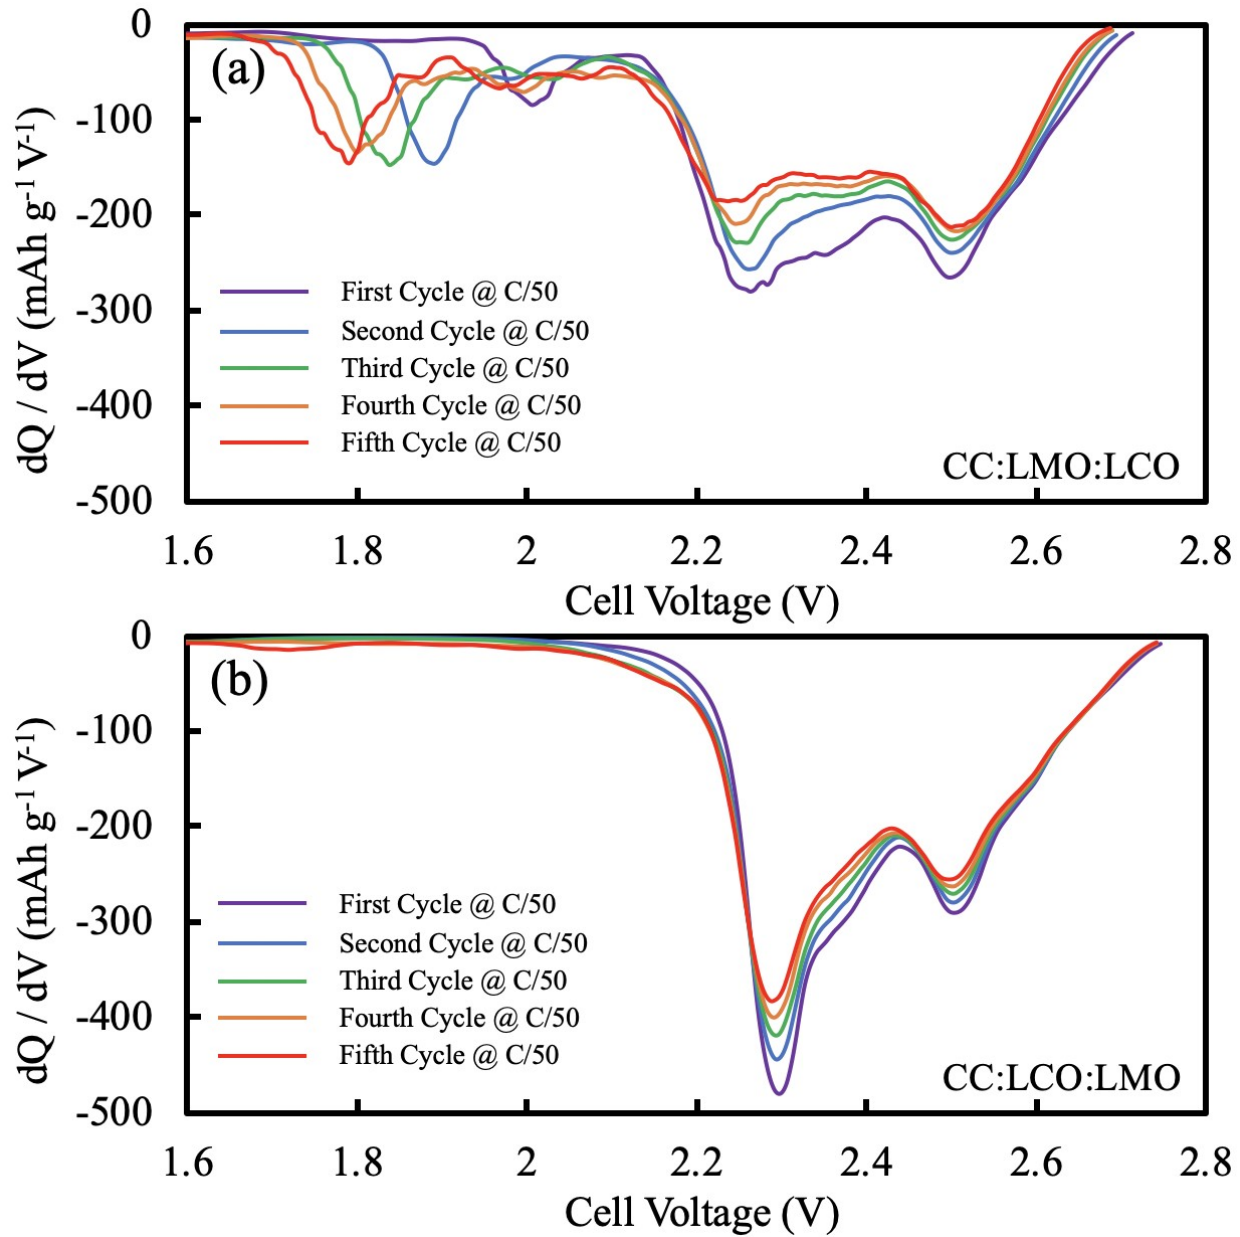 0
(a)
-100
-200
-300
-400
-500
dQ / dV (mAh g⁻¹ V⁻¹)
First Cycle @ C/50
Second Cycle @ C/50
Third Cycle @ C/50
Fourth Cycle @ C/50
Fifth Cycle @ C/50
CC:LMO:LCO
1.6 1.8 2 2.2 2.4 2.6 2.8
Cell Voltage (V)
0
(b)
-100
-200
-300
-400
-500
dQ / dV (mAh g⁻¹ V⁻¹)
First Cycle @ C/50
Second Cycle @ C/50
Third Cycle @ C/50
Fourth Cycle @ C/50
Fifth Cycle @ C/50
CC:LCO:LMO
1.6 1.8 2 2.2 2.4 2.6 2.8
Cell Voltage (V)